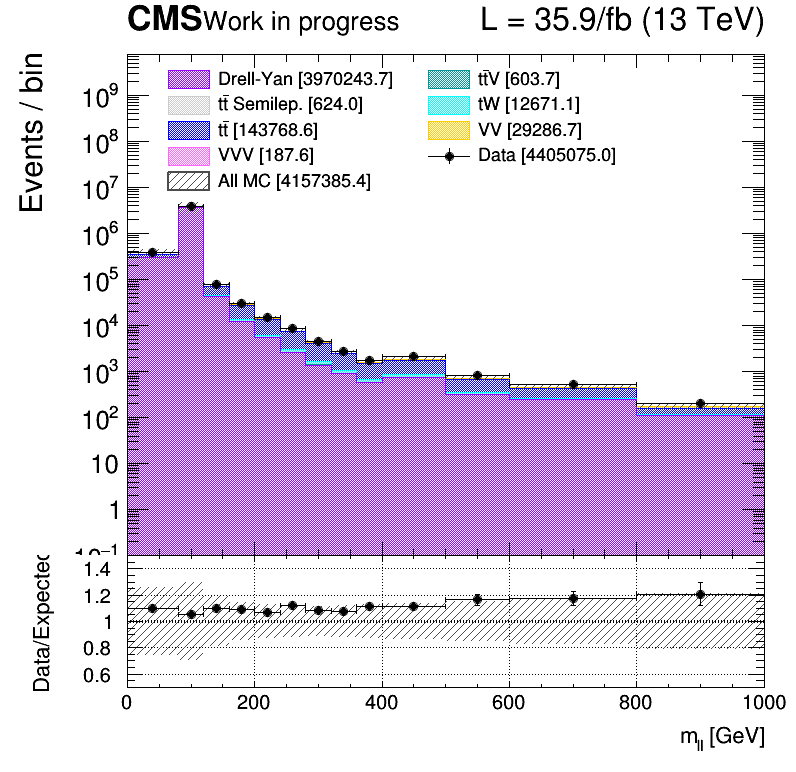 CMS Work in progress L = 35.9/fb (13 TeV)
Events / bin
Drell-Yan [3970243.7]
tt̄ Semilep. [624.0]
tt̄ [143768.6]
VVV [187.6]
All MC [4157385.4]
tt̄V [603.7]
tW [12671.1]
VV [29286.7]
Data [4405075.0]
10⁹
10⁸
10⁷
10⁶
10⁵
10⁴
10³
10²
10
1
10⁻¹
Data/Expected
1.4
1.2
1
0.8
0.6
0 200 400 600 800 1000
m_ll [GeV]